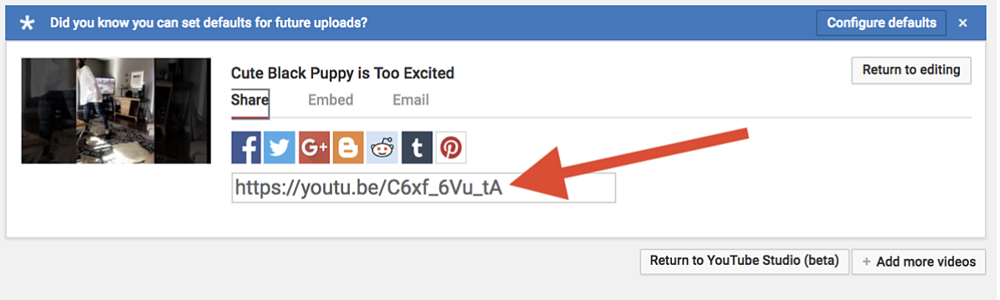 Did you know you can set defaults for future uploads?
Configure defaults ×
Cute Black Puppy is Too Excited
Return to editing
Share Embed Email
f G+ B t
https://youtu.be/C6xf_6Vu_tA
Return to YouTube Studio (beta)
+ Add more videos